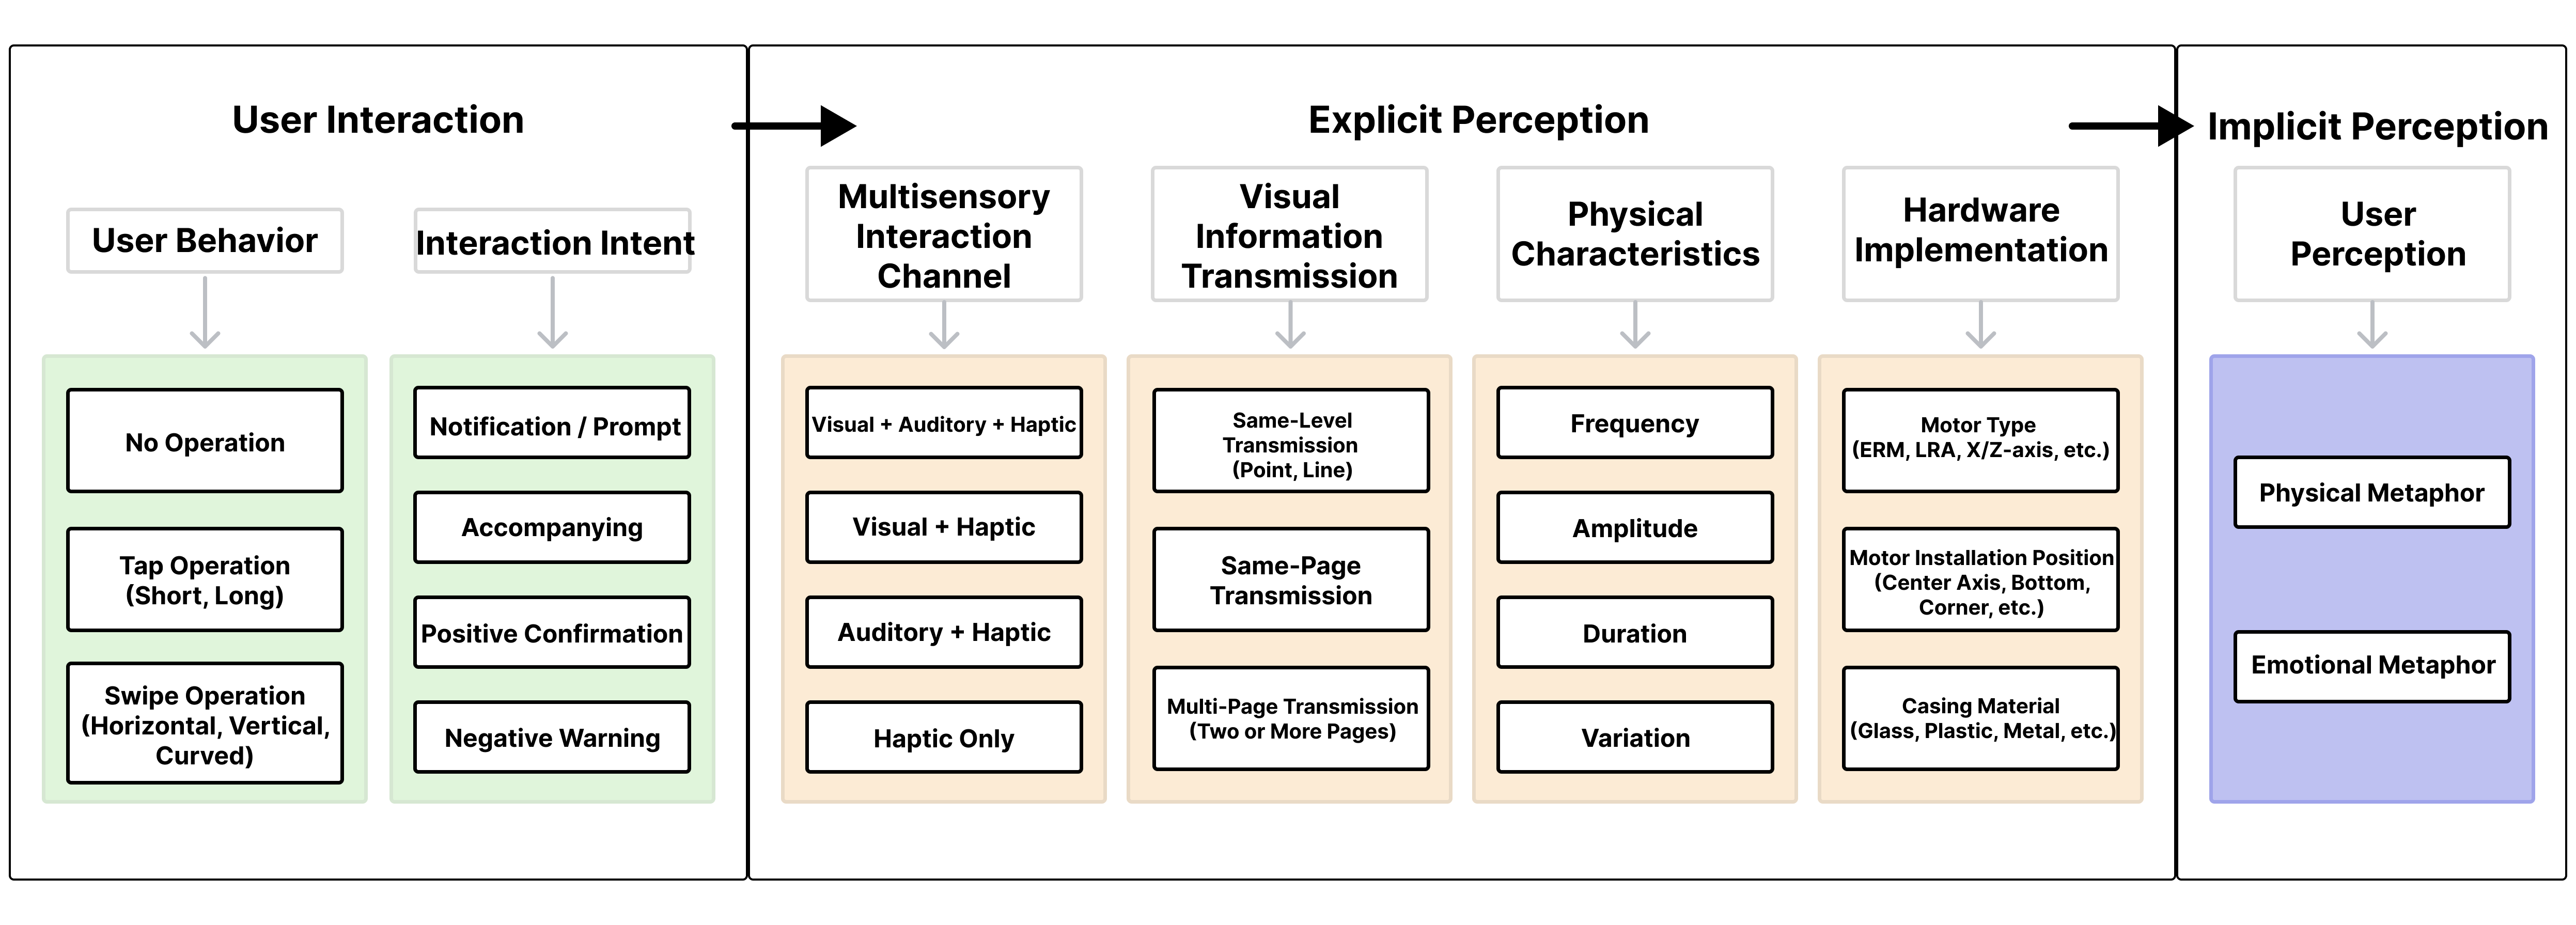 User Interaction
Explicit Perception
Implicit Perception
User Behavior
Interaction Intent
Multisensory
Interaction
Channel
Visual
Information
Transmission
Physical
Characteristics
Hardware
Implementation
User
Perception
No Operation
Tap Operation
(Short, Long)
Swipe Operation
(Horizontal, Vertical,
Curved)
Notification / Prompt
Accompanying
Positive Confirmation
Negative Warning
Visual + Auditory + Haptic
Visual + Haptic
Auditory + Haptic
Haptic Only
Same-Level
Transmission
(Point, Line)
Same-Page
Transmission
Multi-Page Transmission
(Two or More Pages)
Frequency
Amplitude
Duration
Variation
Motor Type
(ERM, LRA, X/Z-axis, etc.)
Motor Installation Position
(Center Axis, Bottom,
Corner, etc.)
Casing Material
(Glass, Plastic, Metal, etc.)
Physical Metaphor
Emotional Metaphor